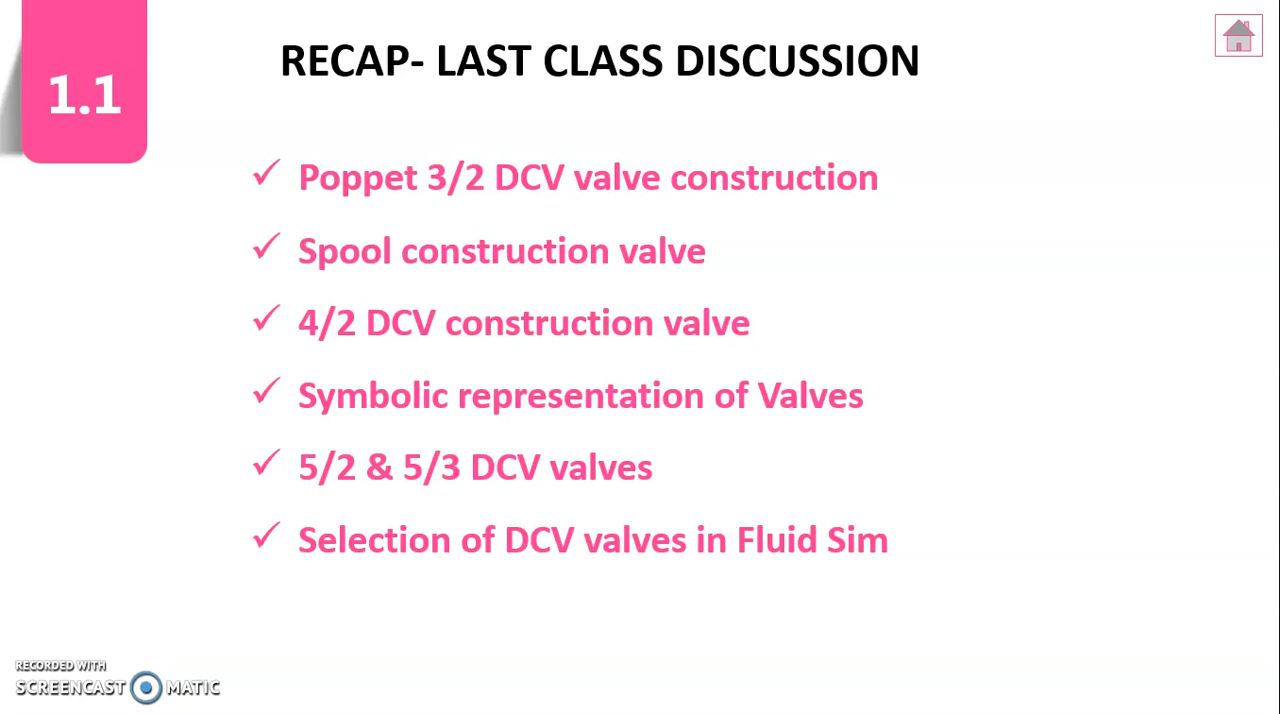 1.1
RECAP- LAST CLASS DISCUSSION
✓ Poppet 3/2 DCV valve construction
✓ Spool construction valve
✓ 4/2 DCV construction valve
✓ Symbolic representation of Valves
✓ 5/2 & 5/3 DCV valves
✓ Selection of DCV valves in Fluid Sim
RECORDED WITH
SCREENCAST MATIC